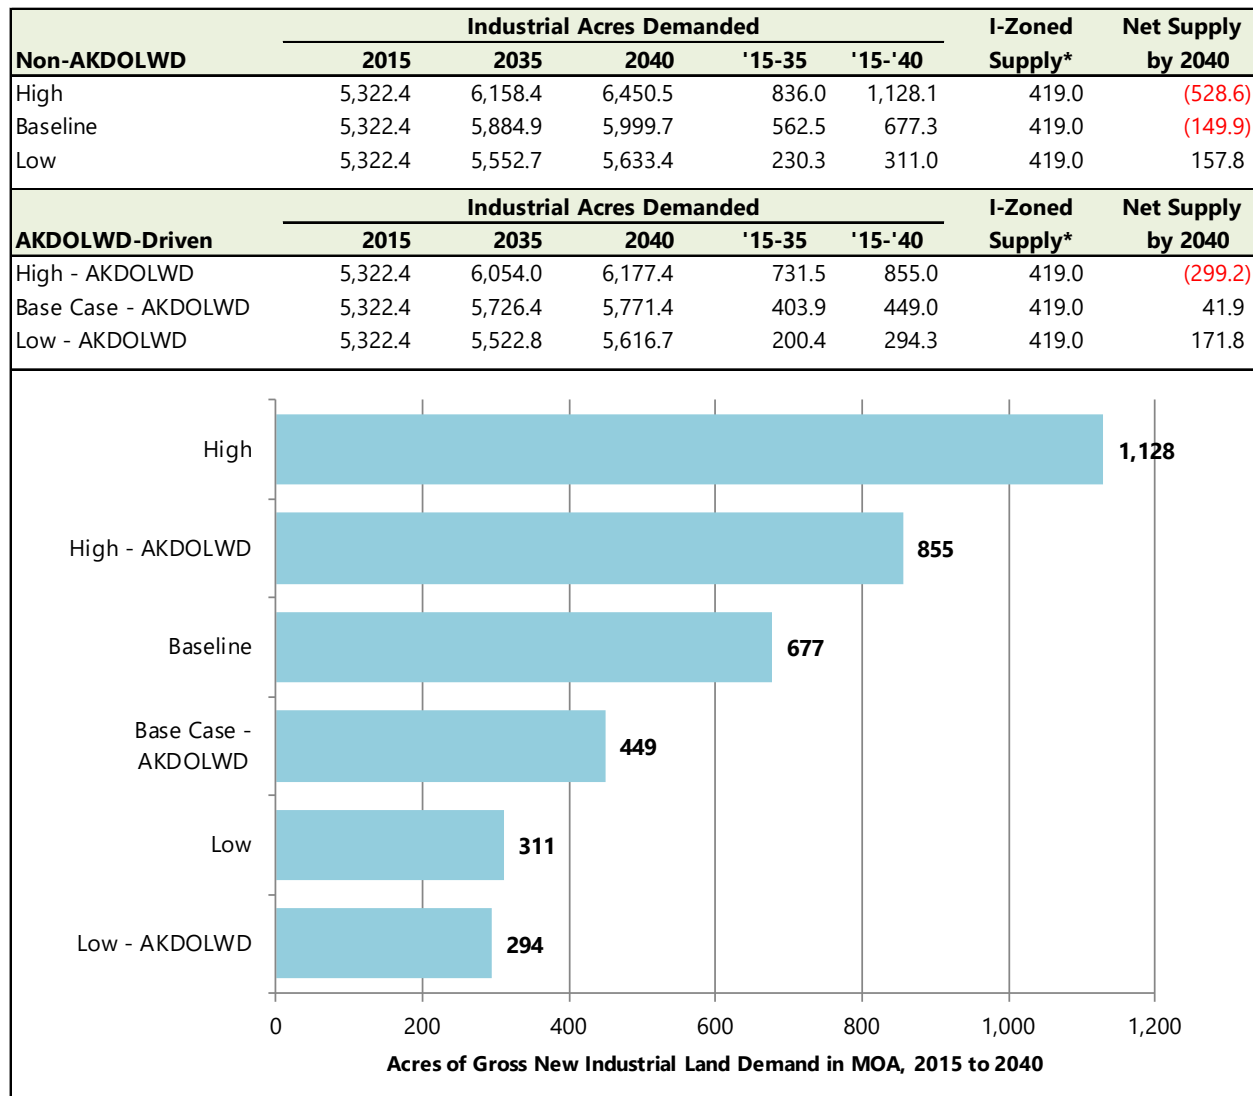 Industrial Acres Demanded I-Zoned Net Supply
Non-AKDOLWD 2015 2035 2040 '15-35 '15-'40 Supply* by 2040
High 5,322.4 6,158.4 6,450.5 836.0 1,128.1 419.0 (528.6)
Baseline 5,322.4 5,884.9 5,999.7 562.5 677.3 419.0 (149.9)
Low 5,322.4 5,552.7 5,633.4 230.3 311.0 419.0 157.8
Industrial Acres Demanded I-Zoned Net Supply
AKDOLWD-Driven 2015 2035 2040 '15-35 '15-'40 Supply* by 2040
High - AKDOLWD 5,322.4 6,054.0 6,177.4 731.5 855.0 419.0 (299.2)
Base Case - AKDOLWD 5,322.4 5,726.4 5,771.4 403.9 449.0 419.0 41.9
Low - AKDOLWD 5,322.4 5,522.8 5,616.7 200.4 294.3 419.0 171.8
High 1,128
High - AKDOLWD 855
Baseline 677
Base Case -
AKDOLWD 449
Low 311
Low - AKDOLWD 294
0 200 400 600 800 1,000 1,200
Acres of Gross New Industrial Land Demand in MOA, 2015 to 2040